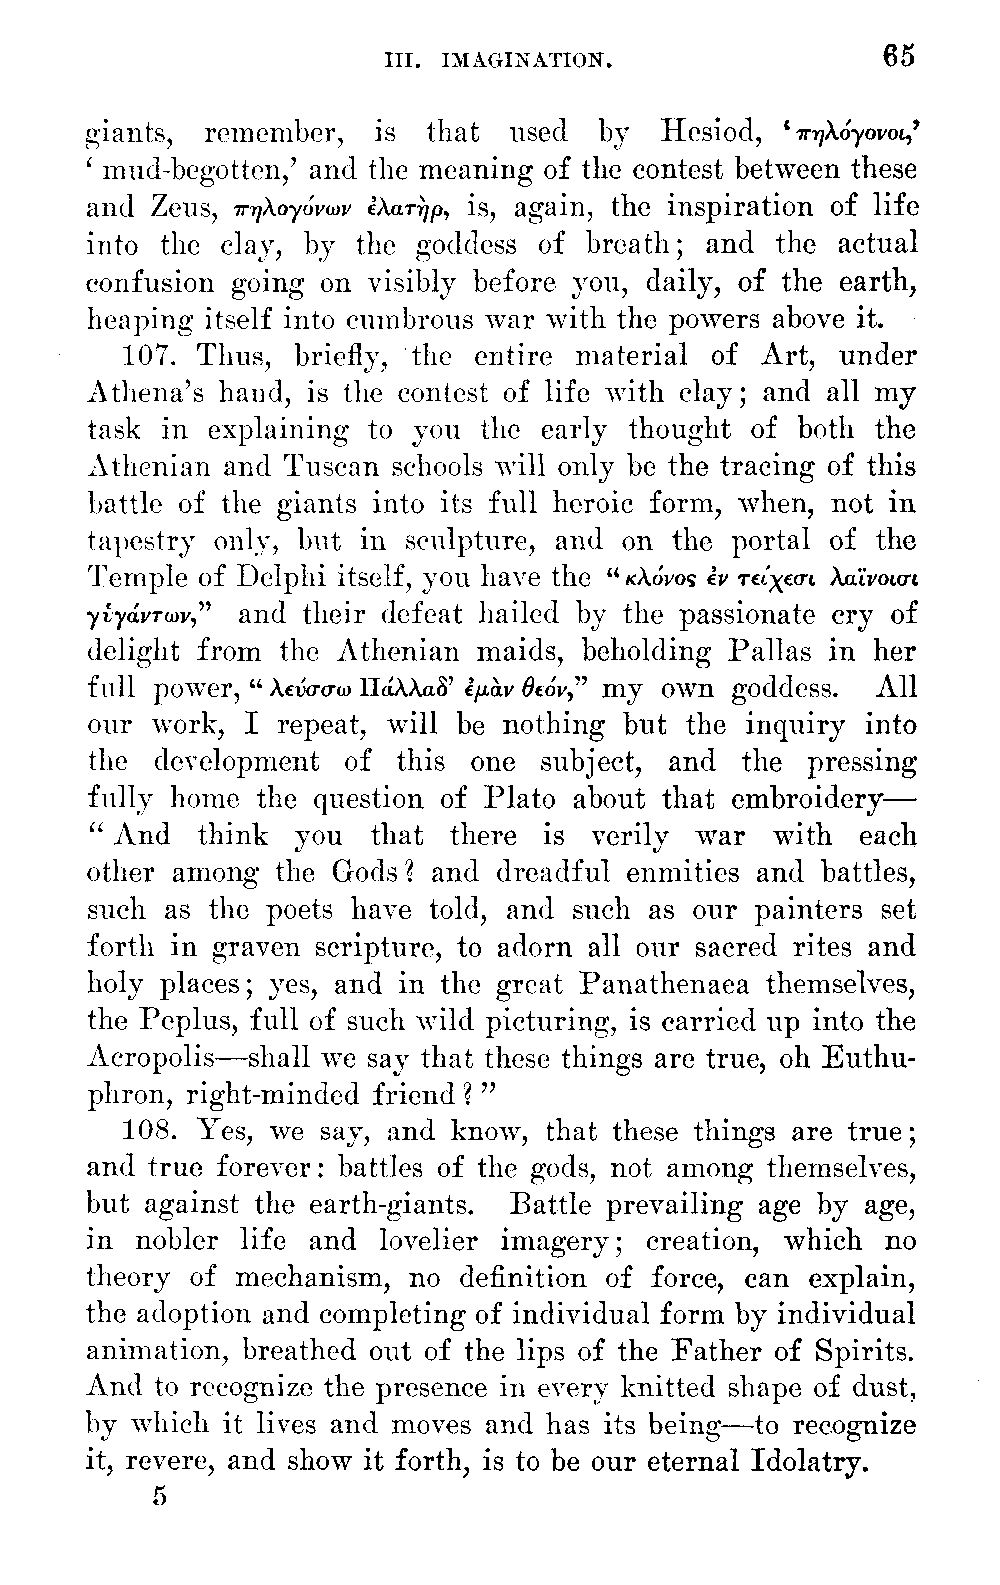 III. IMAGINATION. 65
giants, remember, is that used by Hesiod, ‘πηλόγονοι,’
‘mud-begotten,’ and the meaning of the contest between these
and Zeus, πηλογόνων ἐλατὴρ, is, again, the inspiration of life
into the clay, by the goddess of breath; and the actual
confusion going on visibly before you, daily, of the earth,
heaping itself into cumbrous war with the powers above it.
107. Thus, briefly, the entire material of Art, under
Athena's hand, is the contest of life with clay; and all my
task in explaining to you the early thought of both the
Athenian and Tuscan schools will only be the tracing of this
battle of the giants into its full heroic form, when, not in
tapestry only, but in sculpture, and on the portal of the
Temple of Delphi itself, you have the “κλόνος ἐν τείχεσι λαΐνοισι
γἱγάντων,” and their defeat hailed by the passionate cry of
delight from the Athenian maids, beholding Pallas in her
full power, “λεύσσω Πάλλαδ’ ἐμὰν θεόν,” my own goddess. All
our work, I repeat, will be nothing but the inquiry into
the development of this one subject, and the pressing
fully home the question of Plato about that embroidery—
“And think you that there is verily war with each
other among the Gods? and dreadful enmities and battles,
such as the poets have told, and such as our painters set
forth in graven scripture, to adorn all our sacred rites and
holy places; yes, and in the great Panathenaea themselves,
the Peplus, full of such wild picturing, is carried up into the
Acropolis—shall we say that these things are true, oh Euthu-
phron, right-minded friend?”
108. Yes, we say, and know, that these things are true;
and true forever: battles of the gods, not among themselves,
but against the earth-giants. Battle prevailing age by age,
in nobler life and lovelier imagery; creation, which no
theory of mechanism, no definition of force, can explain,
the adoption and completing of individual form by individual
animation, breathed out of the lips of the Father of Spirits.
And to recognize the presence in every knitted shape of dust,
by which it lives and moves and has its being—to recognize
it, revere, and show it forth, is to be our eternal Idolatry.
5